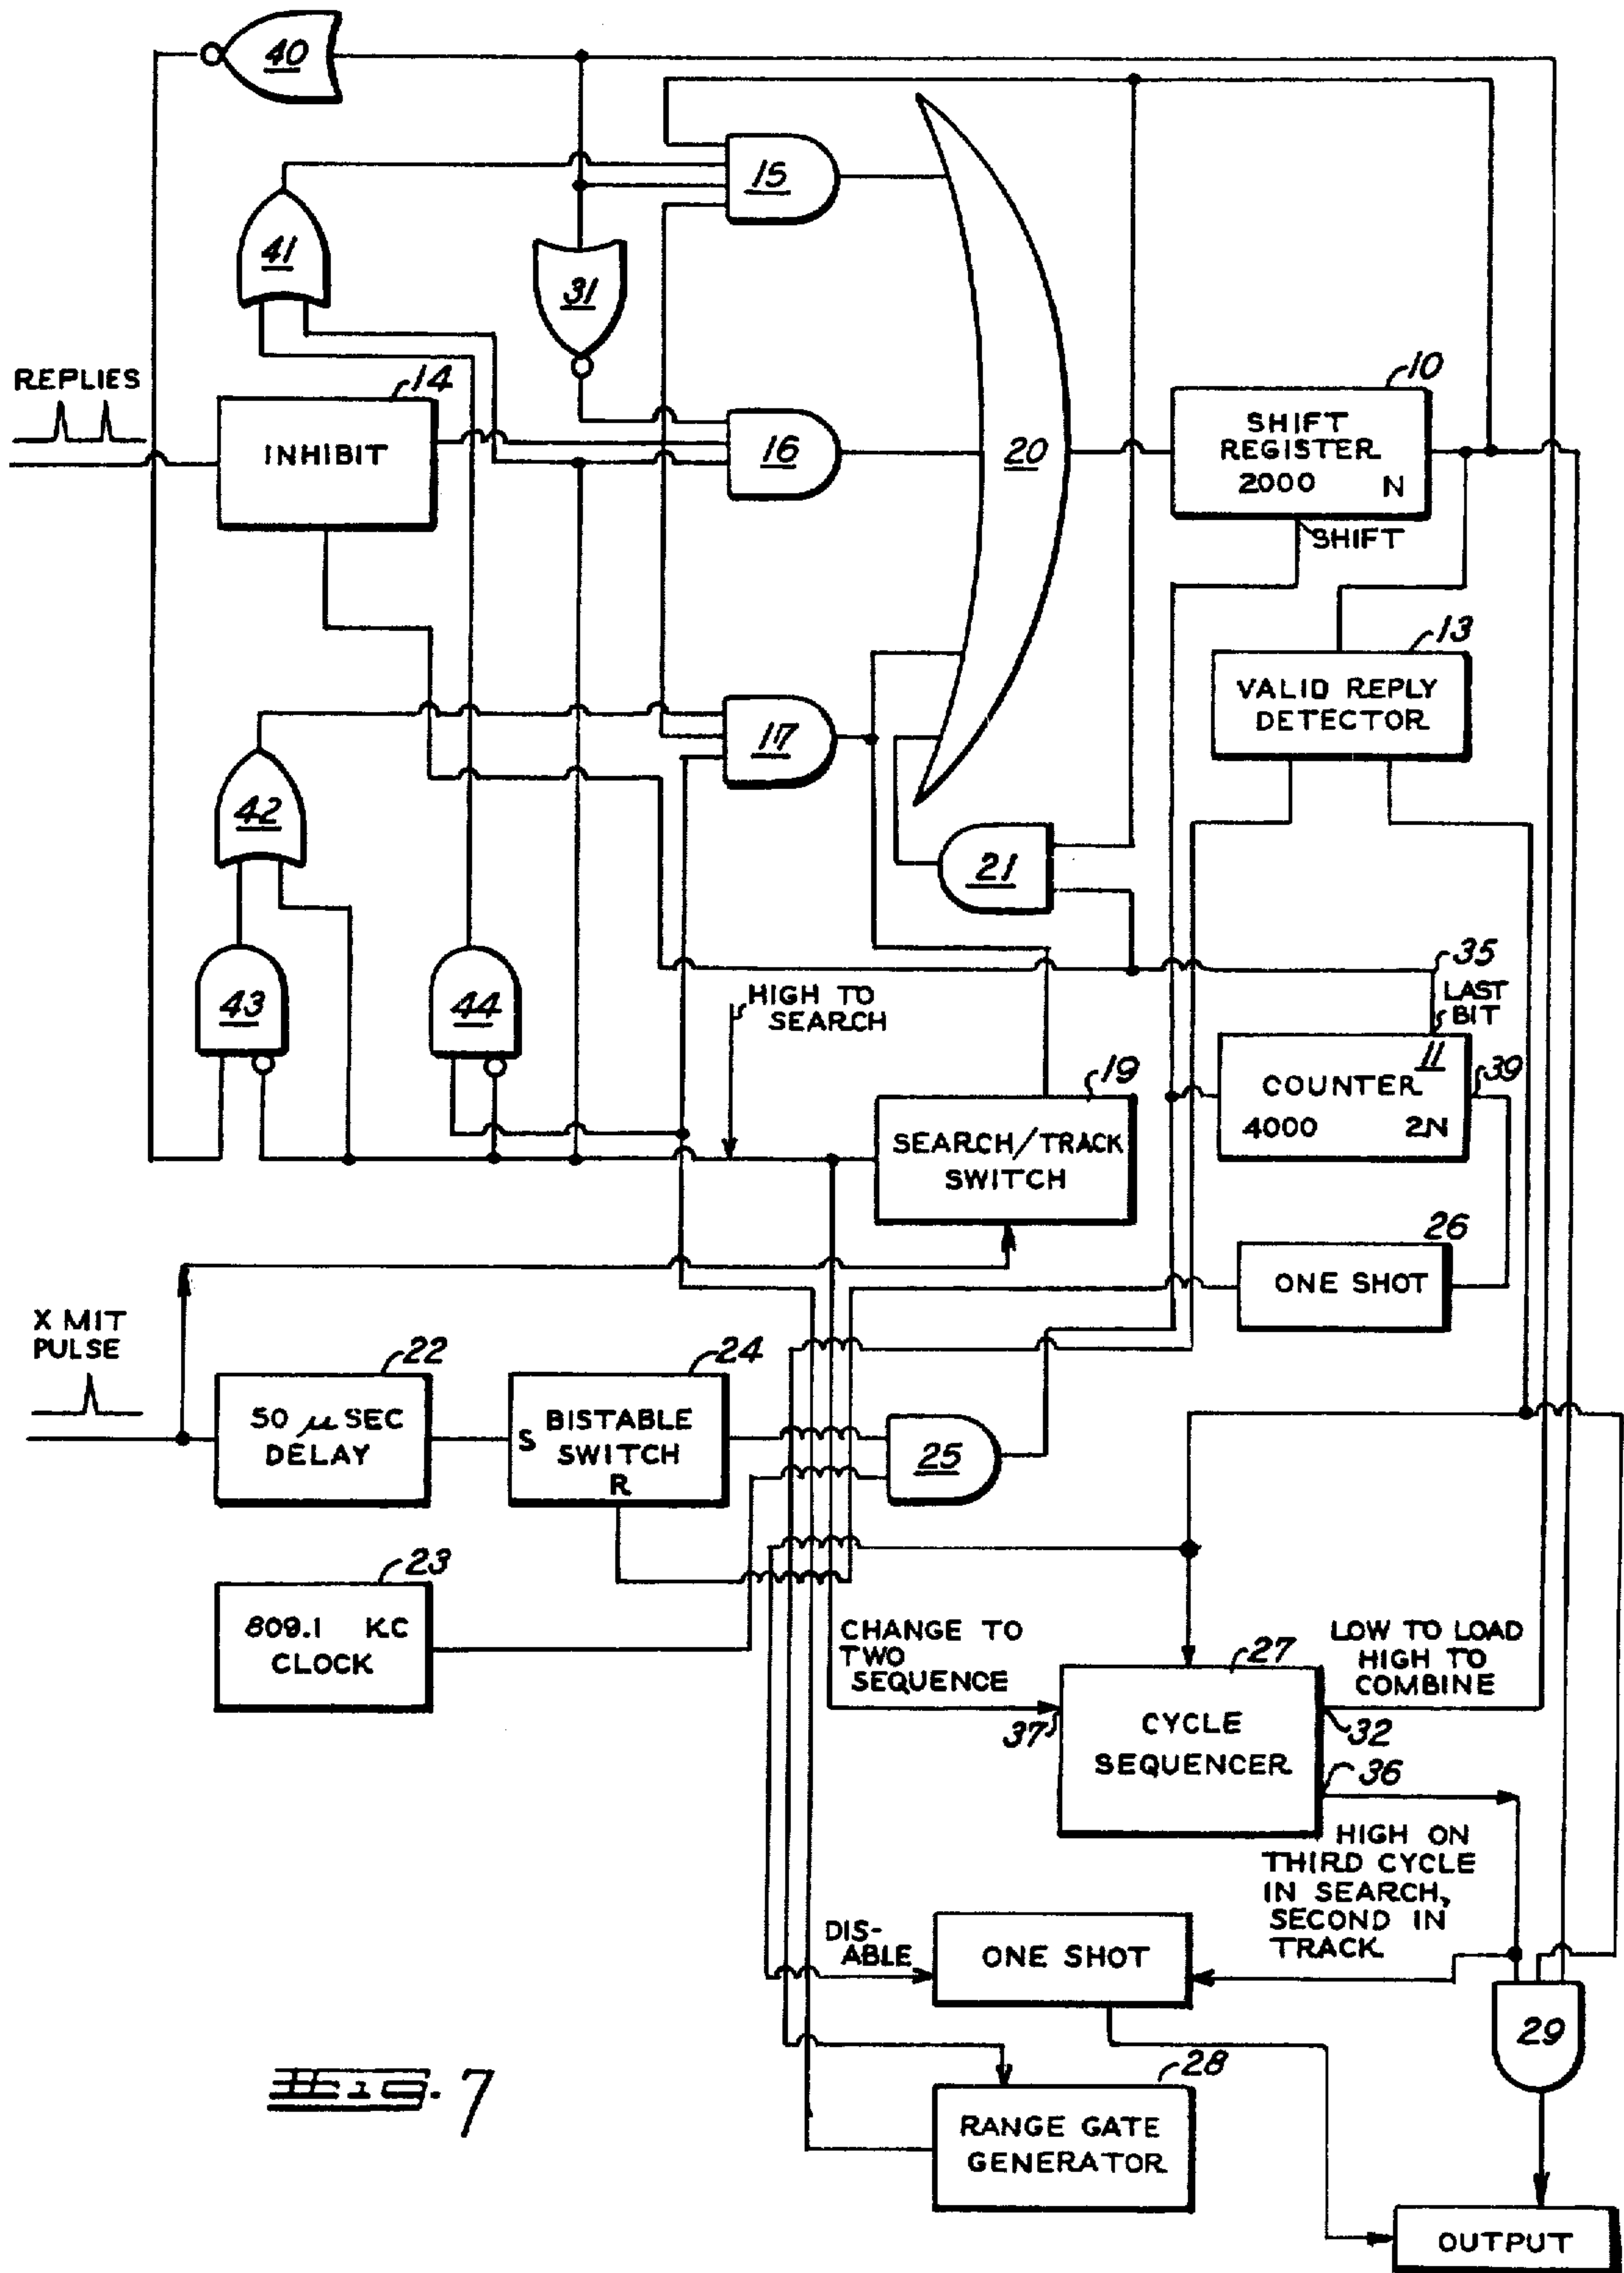 40
15
41
31
REPLIES
14
INHIBIT
16
20
10
SHIFT
REGISTER
2000 N
SHIFT
13
VALID REPLY
DETECTOR
17
42
21
35
LAST
BIT
43
44
HIGH TO
SEARCH
19
SEARCH/TRACK
SWITCH
11
COUNTER
4000 2N
39
26
ONE SHOT
X MIT
PULSE
22
50 μ SEC
DELAY
24
S BISTABLE
SWITCH
R
25
23
809.1 KC
CLOCK
CHANGE TO
TWO
SEQUENCE
27
LOW TO LOAD
HIGH TO
COMBINE
37
CYCLE
SEQUENCER
32
36
HIGH ON
THIRD CYCLE
IN SEARCH,
SECOND IN
TRACK
DIS-
ABLE
ONE SHOT
29
28
RANGE GATE
GENERATOR
OUTPUT
Fig. 7